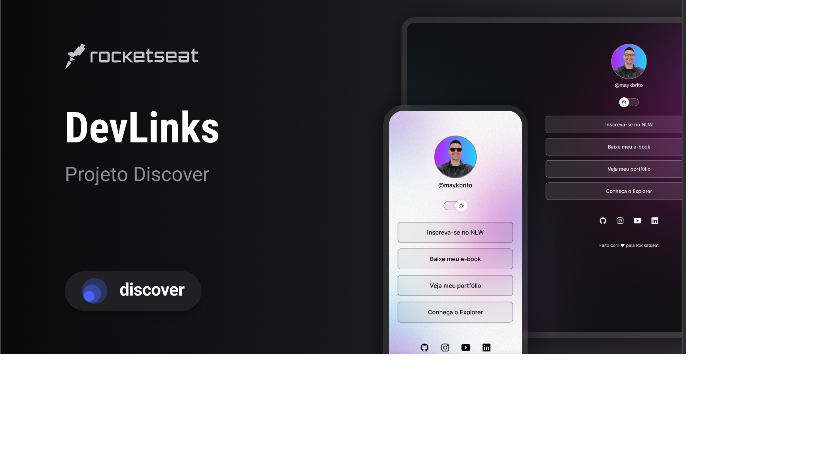 rocketseat
DevLinks
Projeto Discover
discover
@maykbrito
Inscreva-se no NLW
Baixe meu e-book
Veja meu portfólio
Conheça o Explorer
@maykbrito
Inscreva-se no NLW
Baixe meu e-book
Veja meu portfólio
Conheça o Explorer
Feito com ♥ pela Rocketseat